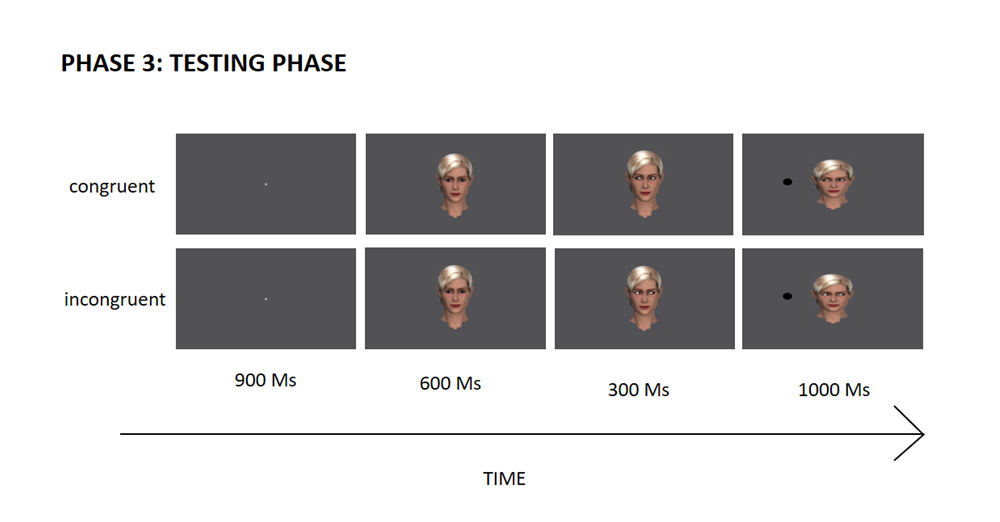 PHASE 3: TESTING PHASE
congruent
incongruent
900 Ms
600 Ms
300 Ms
1000 Ms
TIME